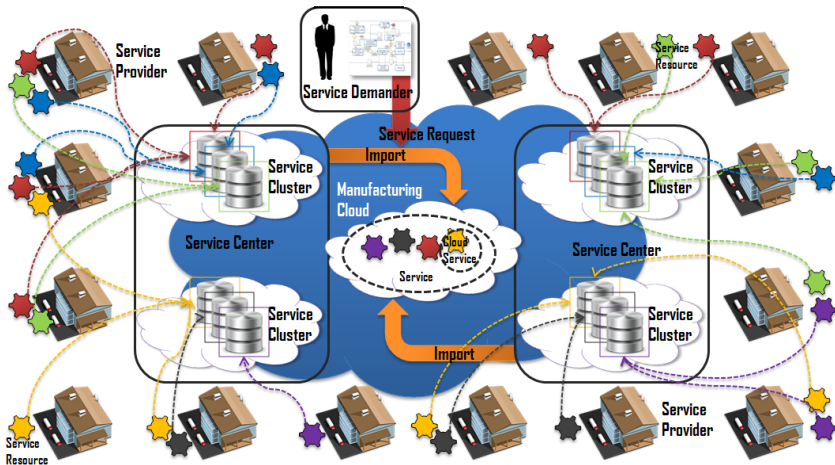 Service
Provider
Service Demander
Service
Resource
Service Request
Import
Service
Cluster
Service
Cluster
Manufacturing
Cloud
Service Center
Cloud
Service
Service
Service Center
Service
Cluster
Service
Cluster
Import
Service
Resource
Service
Provider